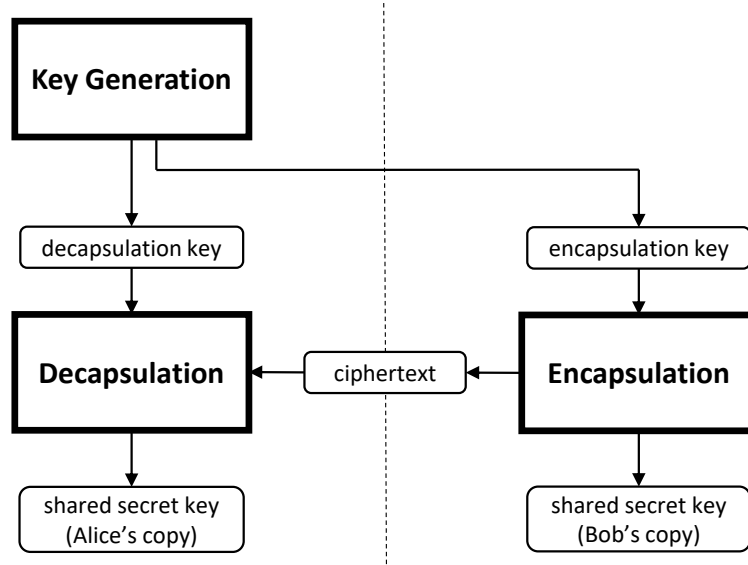 Key Generation
decapsulation key
encapsulation key
Decapsulation
ciphertext
Encapsulation
shared secret key
(Alice’s copy)
shared secret key
(Bob’s copy)